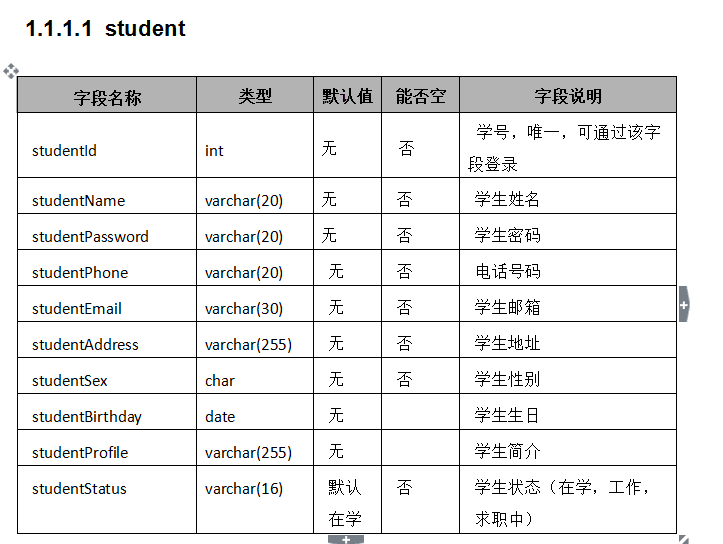 1.1.1.1 student
字段名称 类型 默认值 能否空 字段说明
studentId int 无 否 学号，唯一，可通过该字
段登录
studentName varchar(20) 无 否 学生姓名
studentPassword varchar(20) 无 否 学生密码
studentPhone varchar(20) 无 否 电话号码
studentEmail varchar(30) 无 否 学生邮箱
studentAddress varchar(255) 无 否 学生地址
studentSex char 无 否 学生性别
studentBirthday date 无 学生生日
studentProfile varchar(255) 无 学生简介
studentStatus varchar(16) 默认 否 学生状态（在学，工作，
在学 求职中）